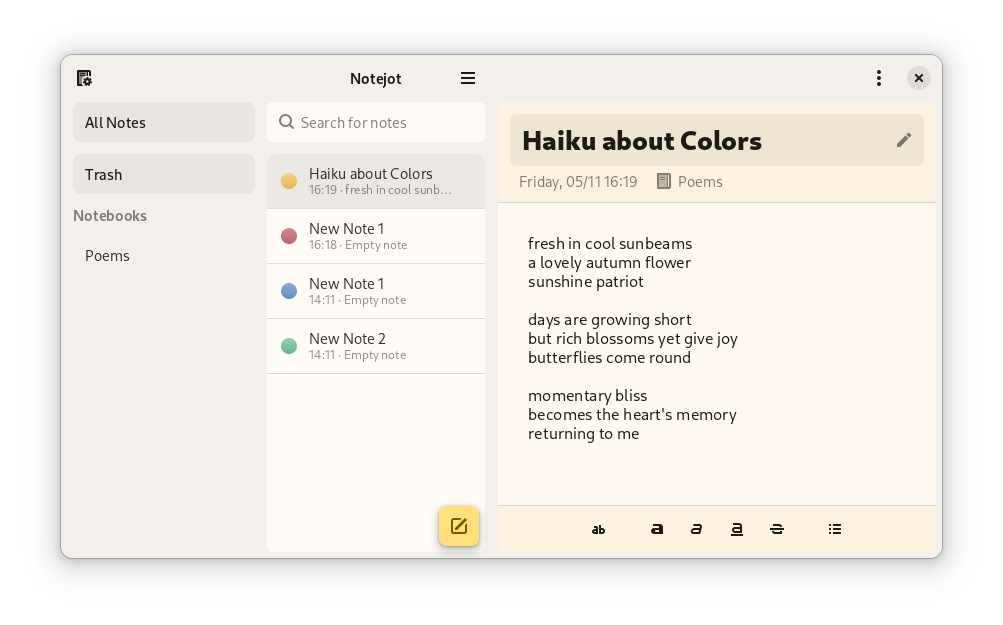 Notejot
All Notes
Trash
Notebooks
Poems
Search for notes
Haiku about Colors
16:19 · fresh in cool sunb…
New Note 1
16:18 · Empty note
New Note 1
14:11 · Empty note
New Note 2
14:11 · Empty note
Haiku about Colors
Friday, 05/11 16:19 Poems
fresh in cool sunbeams
a lovely autumn flower
sunshine patriot
days are growing short
but rich blossoms yet give joy
butterflies come round
momentary bliss
becomes the heart's memory
returning to me
ab a a a S